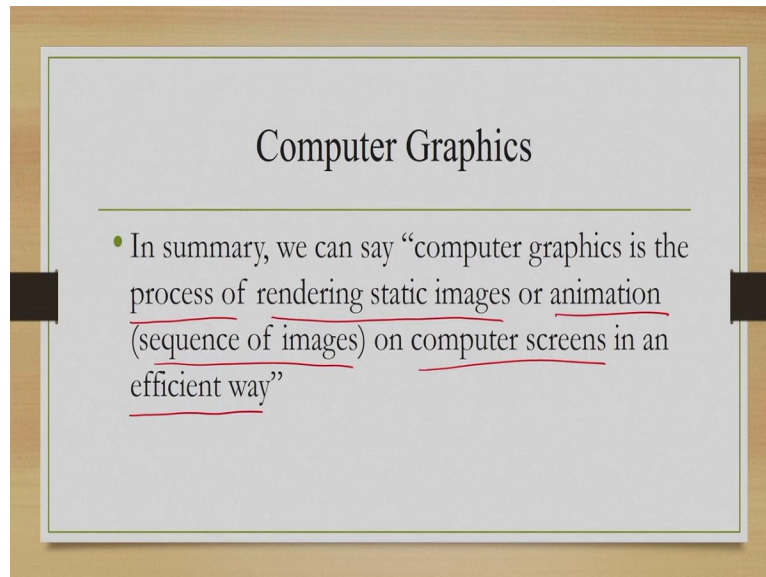 Computer Graphics
• In summary, we can say “computer graphics is the
process of rendering static images or animation
(sequence of images) on computer screens in an
efficient way”